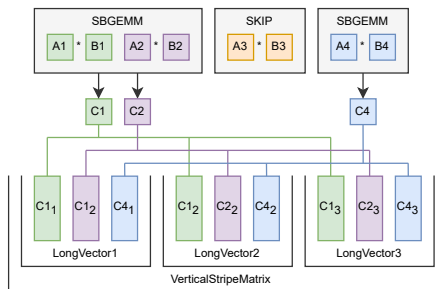 SBGEMM SKIP SBGEMM
A1 * B1 A2 * B2 A3 * B3 A4 * B4
C1 C2 C4
C1₁ C1₂ C4₁ C1₂ C2₂ C4₂ C1₃ C2₃ C4₃
LongVector1 LongVector2 LongVector3
VerticalStripeMatrix